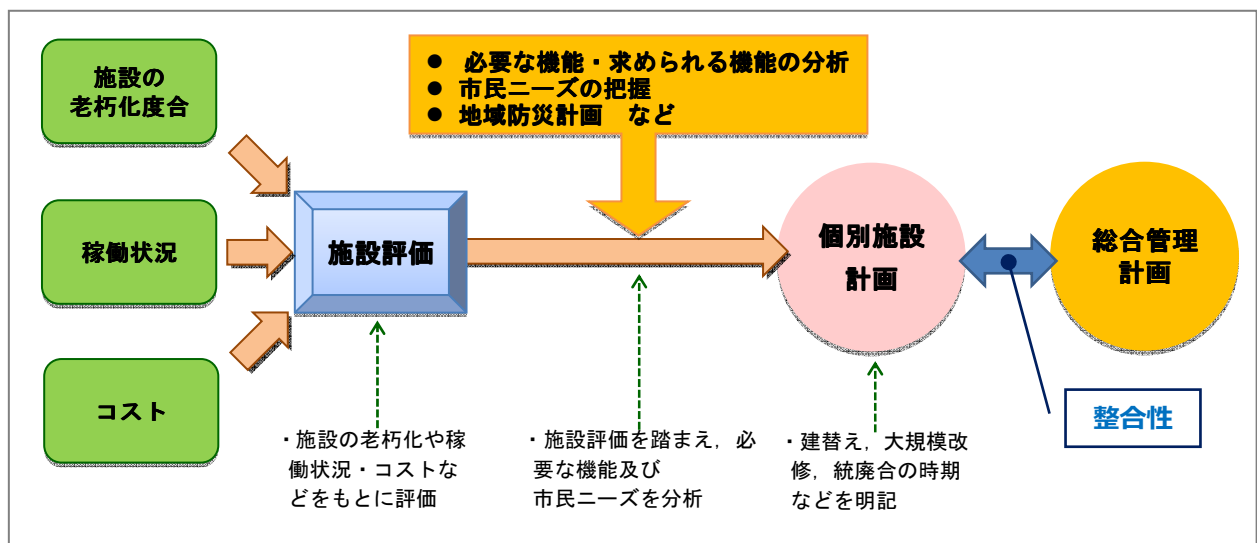 施設の
老朽化度合
稼働状況
コスト
施設評価
● 必要な機能・求められる機能の分析
● 市民ニーズの把握
● 地域防災計画　など
個別施設
計画
総合管理
計画
整合性
・施設の老朽化や稼
働状況・コストな
どをもとに評価
・施設評価を踏まえ，必
要な機能及び
市民ニーズを分析
・建替え，大規模改
修，統廃合の時期
などを明記